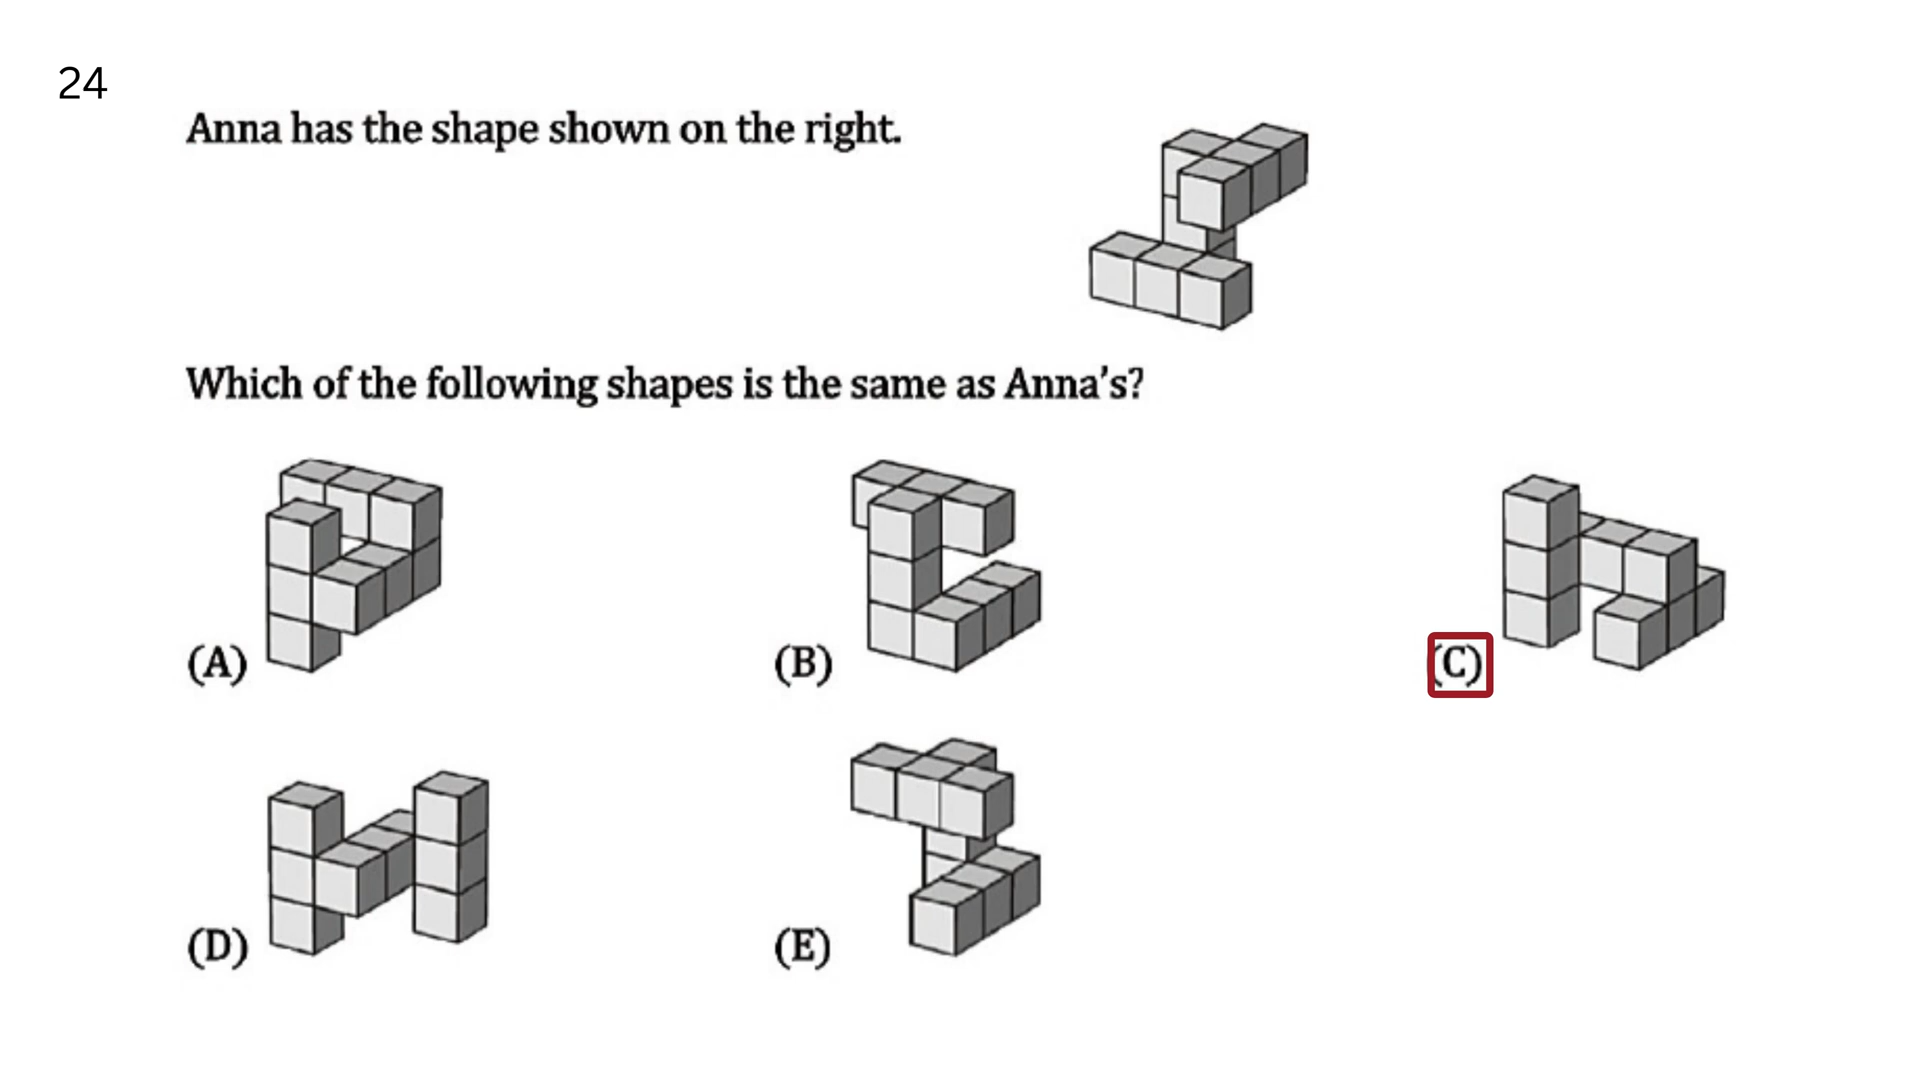 24
Anna has the shape shown on the right.
Which of the following shapes is the same as Anna's?
(A)
(B)
(C)
(D)
(E)